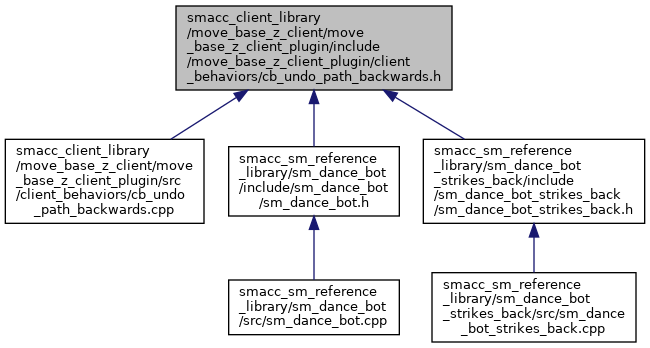 smacc_client_library
/move_base_z_client/move
_base_z_client_plugin/include
/move_base_z_client_plugin/client
_behaviors/cb_undo_path_backwards.h
smacc_client_library
/move_base_z_client/move
_base_z_client_plugin/src
/client_behaviors/cb_undo
_path_backwards.cpp
smacc_sm_reference
_library/sm_dance_bot
/include/sm_dance_bot
/sm_dance_bot.h
smacc_sm_reference
_library/sm_dance_bot
_strikes_back/include
/sm_dance_bot_strikes_back
/sm_dance_bot_strikes_back.h
smacc_sm_reference
_library/sm_dance_bot
/src/sm_dance_bot.cpp
smacc_sm_reference
_library/sm_dance_bot
_strikes_back/src/sm_dance
_bot_strikes_back.cpp